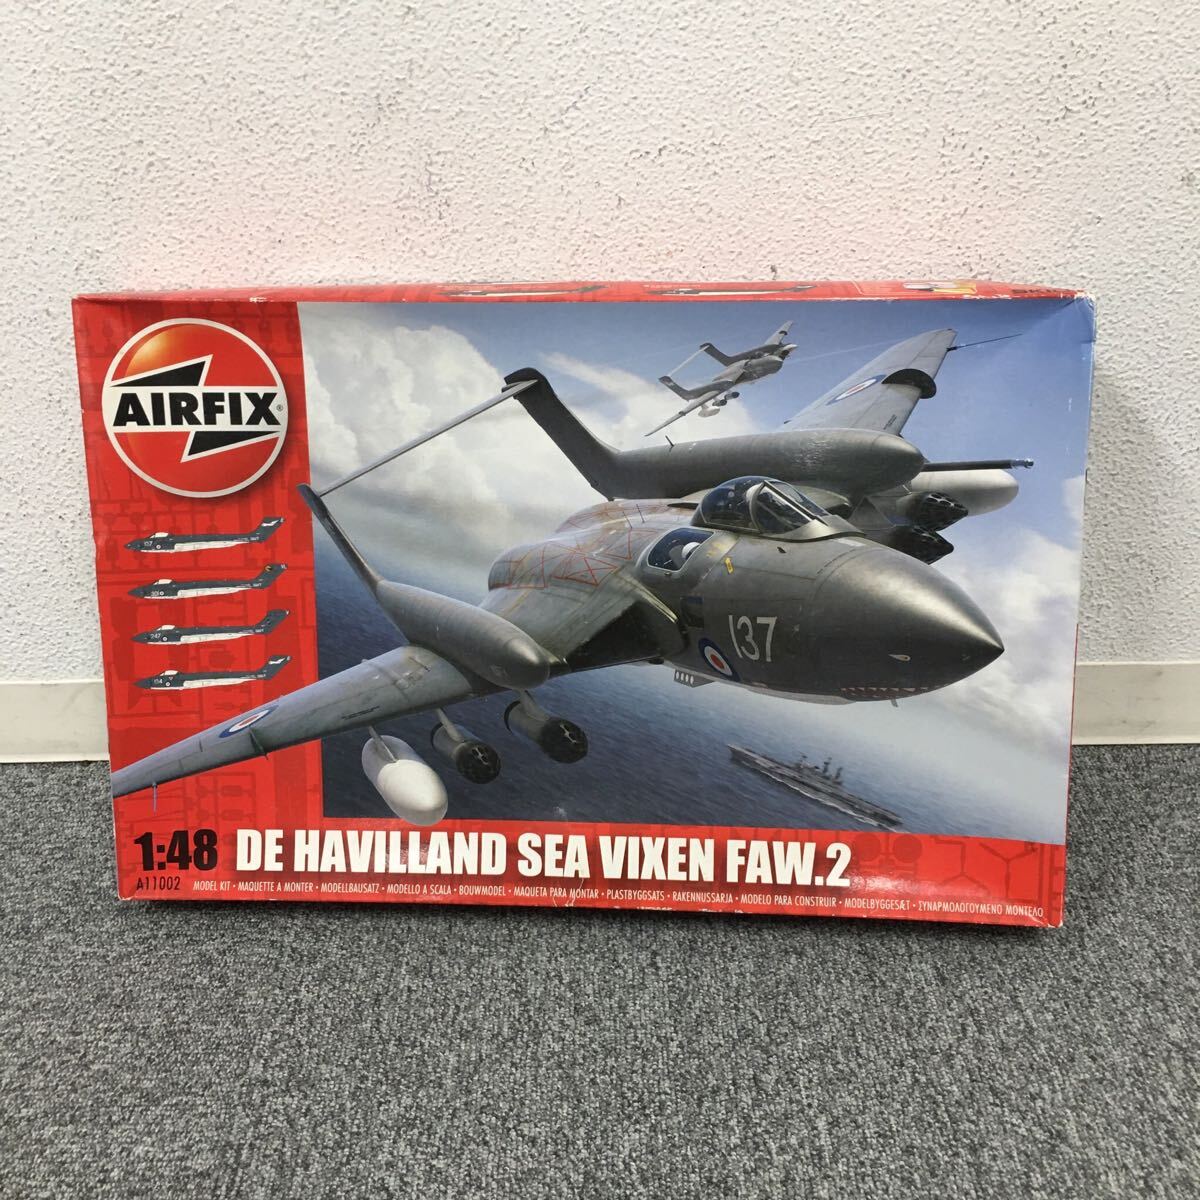 AIRFIX®
137
1:48 DE HAVILLAND SEA VIXEN FAW.2
A11002
MODEL KIT • MAQUETTE A MONTER • MODELLBAUSATZ • MODELLO A SCALA • BOUWMODEL • MAQUETA PARA MONTAR • PLASTBYGGSATS • RAKENNUSSARJA • MODELO PARA CONSTRUIR • MODELBYGGESÆT • ΣΥΝΑΡΜΟΛΟΓΟΥΜΕΝΟ ΜΟΝΤΕΛΟ